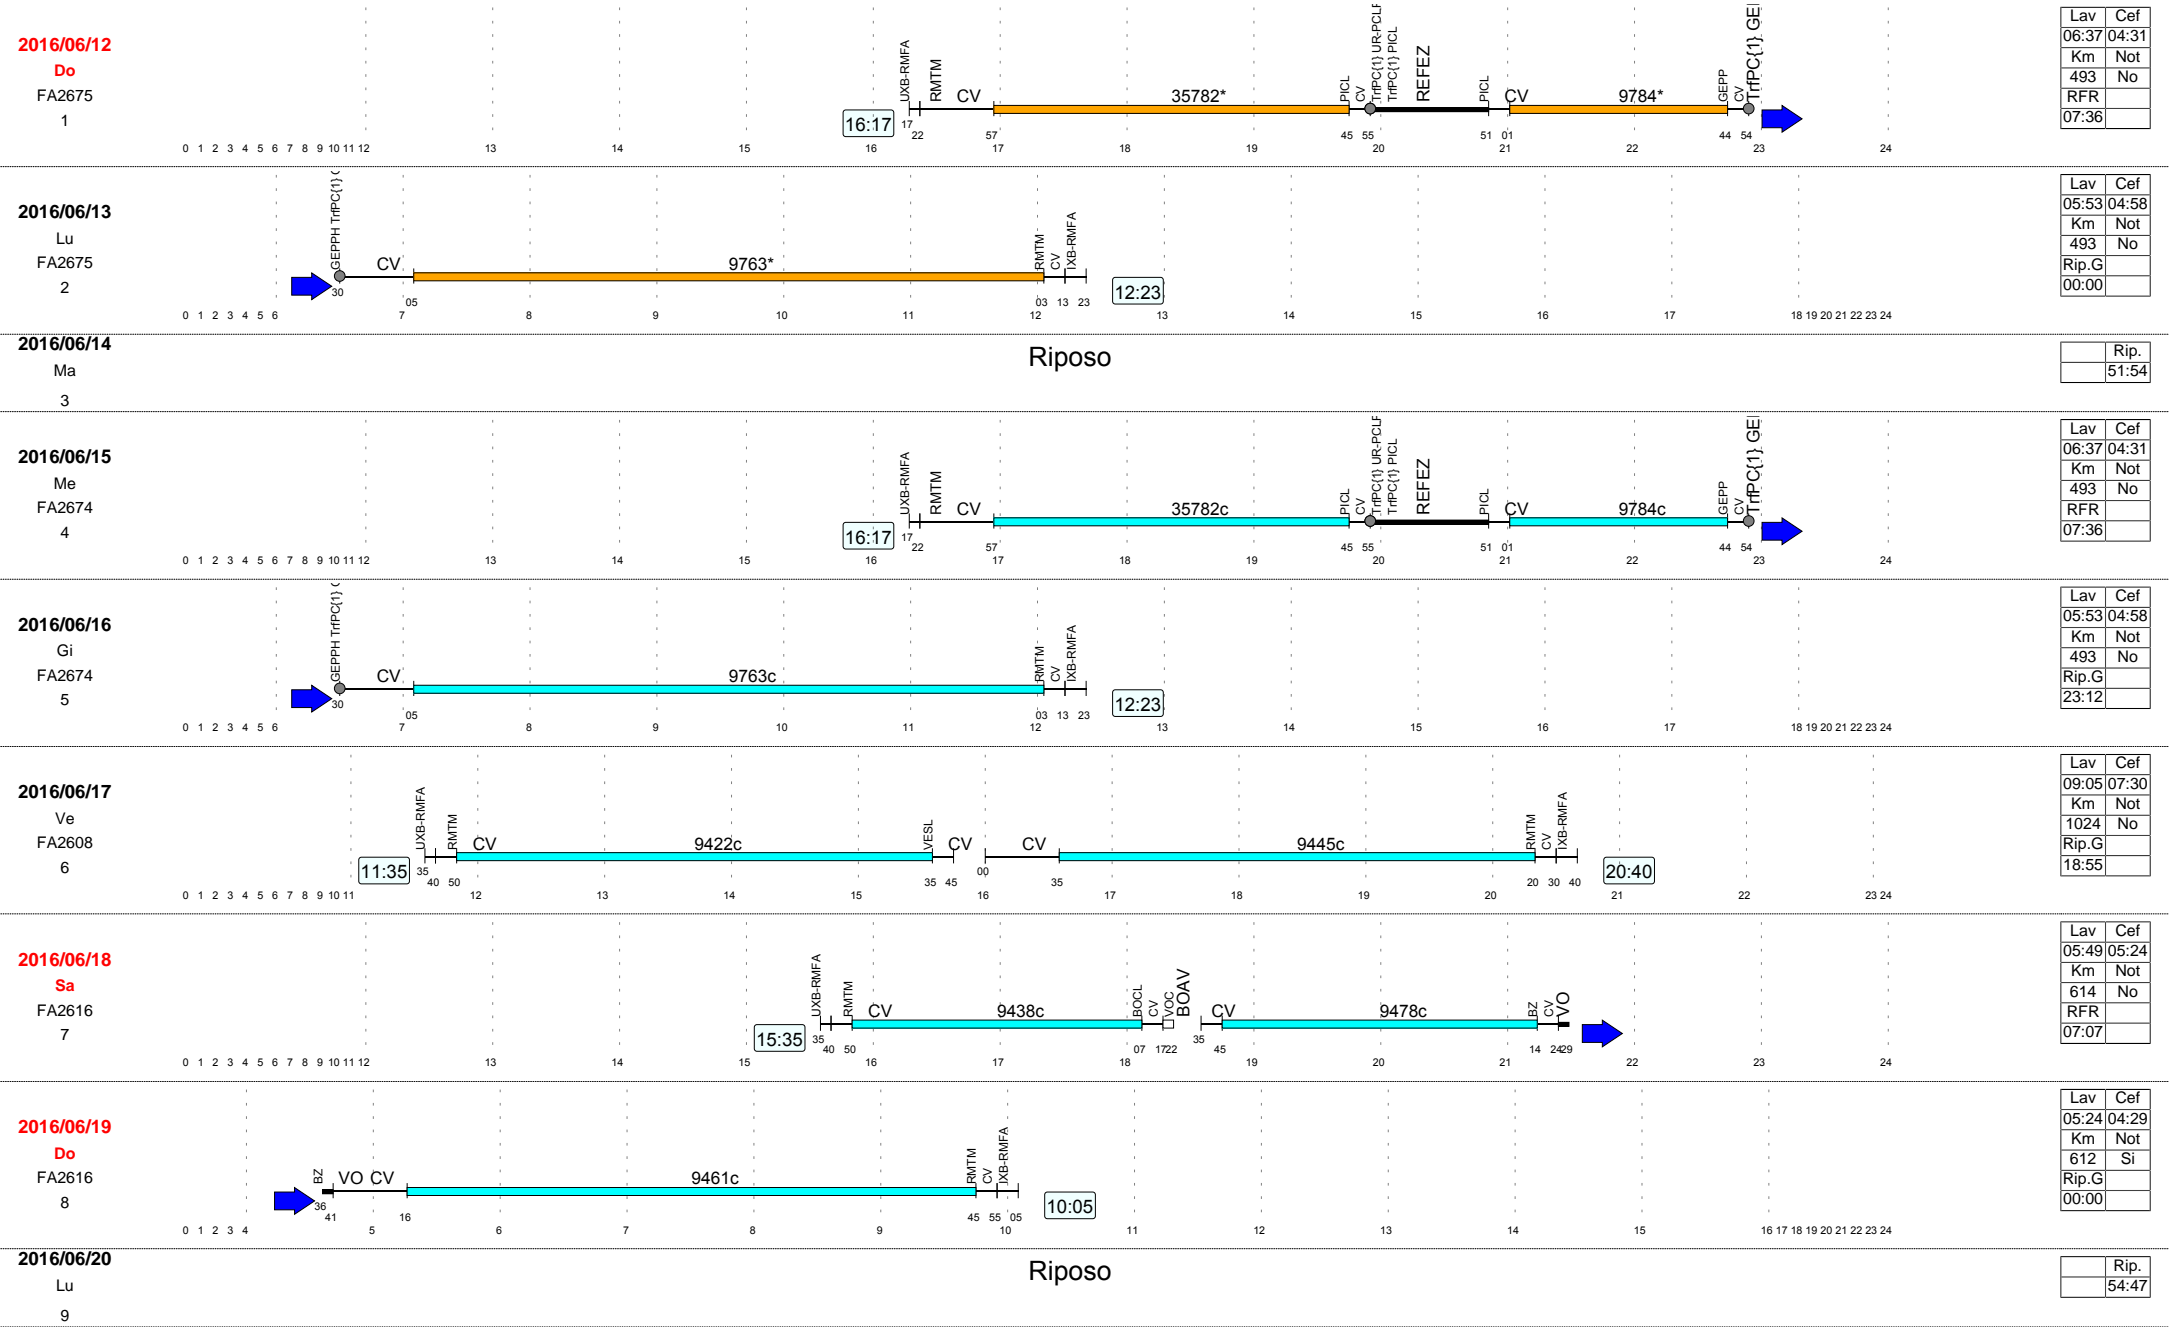 2016/06/12
Do
FA2675
1
16:17
UXB-RMFA RMTM CV 35782* PICL CV TrfPC{1} UR-PCLF TrfPC{1} PICL REFEZ PICL CV 9784* GEPP CV TrfPC{1} GE
17 22 57 45 55 51 01 44 54
0 1 2 3 4 5 6 7 8 9 10 11 12 13 14 15 16 17 18 19 20 21 22 23 24
Lav Cef
06:37 04:31
Km Not
493 No
RFR
07:36
2016/06/13
Lu
FA2675
2
GEPPH TrfPC{1} CV 9763* RMTM CV IXB-RMFA
30 05 03 13 23
12:23
0 1 2 3 4 5 6 7 8 9 10 11 12 13 14 15 16 17 18 19 20 21 22 23 24
Lav Cef
05:53 04:58
Km Not
493 No
Rip.G
00:00
2016/06/14
Ma
3
Riposo
Rip.
51:54
2016/06/15
Me
FA2674
4
16:17
UXB-RMFA RMTM CV 35782c PICL CV TrfPC{1} UR-PCLF TrfPC{1} PICL REFEZ PICL CV 9784c GEPP CV TrfPC{1} GE
17 22 57 45 55 51 01 44 54
0 1 2 3 4 5 6 7 8 9 10 11 12 13 14 15 16 17 18 19 20 21 22 23 24
Lav Cef
06:37 04:31
Km Not
493 No
RFR
07:36
2016/06/16
Gi
FA2674
5
GEPPH TrfPC{1} CV 9763c RMTM CV IXB-RMFA
30 05 03 13 23
12:23
0 1 2 3 4 5 6 7 8 9 10 11 12 13 14 15 16 17 18 19 20 21 22 23 24
Lav Cef
05:53 04:58
Km Not
493 No
Rip.G
23:12
2016/06/17
Ve
FA2608
6
11:35
UXB-RMFA RMTM CV 9422c VESL CV CV 9445c RMTM CV IXB-RMFA
35 40 50 35 45 00 35 20 30 40
20:40
0 1 2 3 4 5 6 7 8 9 10 11 12 13 14 15 16 17 18 19 20 21 22 23 24
Lav Cef
09:05 07:30
Km Not
1024 No
Rip.G
18:55
2016/06/18
Sa
FA2616
7
15:35
UXB-RMFA RMTM CV 9438c BOCL CV VOC BOAV CV 9478c BZ CV VO
35 40 50 07 17 22 35 45 14 24 29
0 1 2 3 4 5 6 7 8 9 10 11 12 13 14 15 16 17 18 19 20 21 22 23 24
Lav Cef
05:49 05:24
Km Not
614 No
RFR
07:07
2016/06/19
Do
FA2616
8
BZ VO CV 9461c RMTM CV IXB-RMFA
36 41 16 45 55 05
10:05
0 1 2 3 4 5 6 7 8 9 10 11 12 13 14 15 16 17 18 19 20 21 22 23 24
Lav Cef
05:24 04:29
Km Not
612 Si
Rip.G
00:00
2016/06/20
Lu
9
Riposo
Rip.
54:47